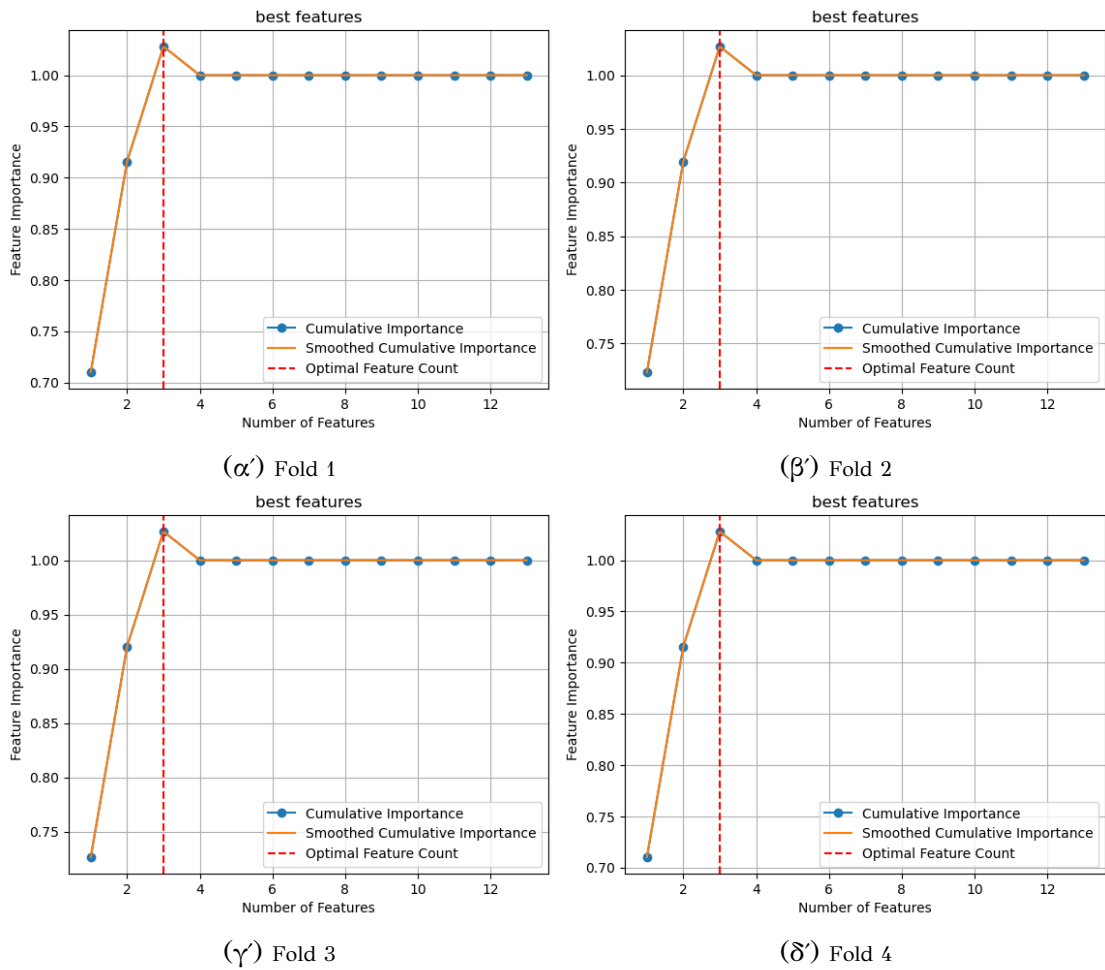 best features
1.00
0.95
0.90
0.85
0.80
0.75
0.70
Feature Importance
Cumulative Importance
Smoothed Cumulative Importance
Optimal Feature Count
2 4 6 8 10 12
Number of Features
(α′) Fold 1
best features
1.00
0.95
0.90
0.85
0.80
0.75
Feature Importance
Cumulative Importance
Smoothed Cumulative Importance
Optimal Feature Count
2 4 6 8 10 12
Number of Features
(β′) Fold 2
best features
1.00
0.95
0.90
0.85
0.80
0.75
Feature Importance
Cumulative Importance
Smoothed Cumulative Importance
Optimal Feature Count
2 4 6 8 10 12
Number of Features
(γ′) Fold 3
best features
1.00
0.95
0.90
0.85
0.80
0.75
0.70
Feature Importance
Cumulative Importance
Smoothed Cumulative Importance
Optimal Feature Count
2 4 6 8 10 12
Number of Features
(δ′) Fold 4